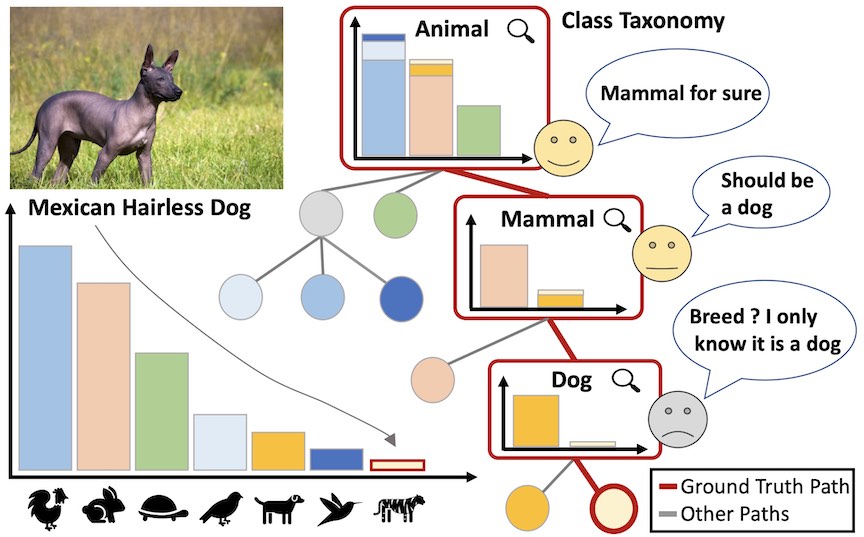 Class Taxonomy
Animal
Mammal for sure
Should be
a dog
Mexican Hairless Dog
Mammal
Breed ? I only
know it is a dog
Dog
Ground Truth Path
Other Paths